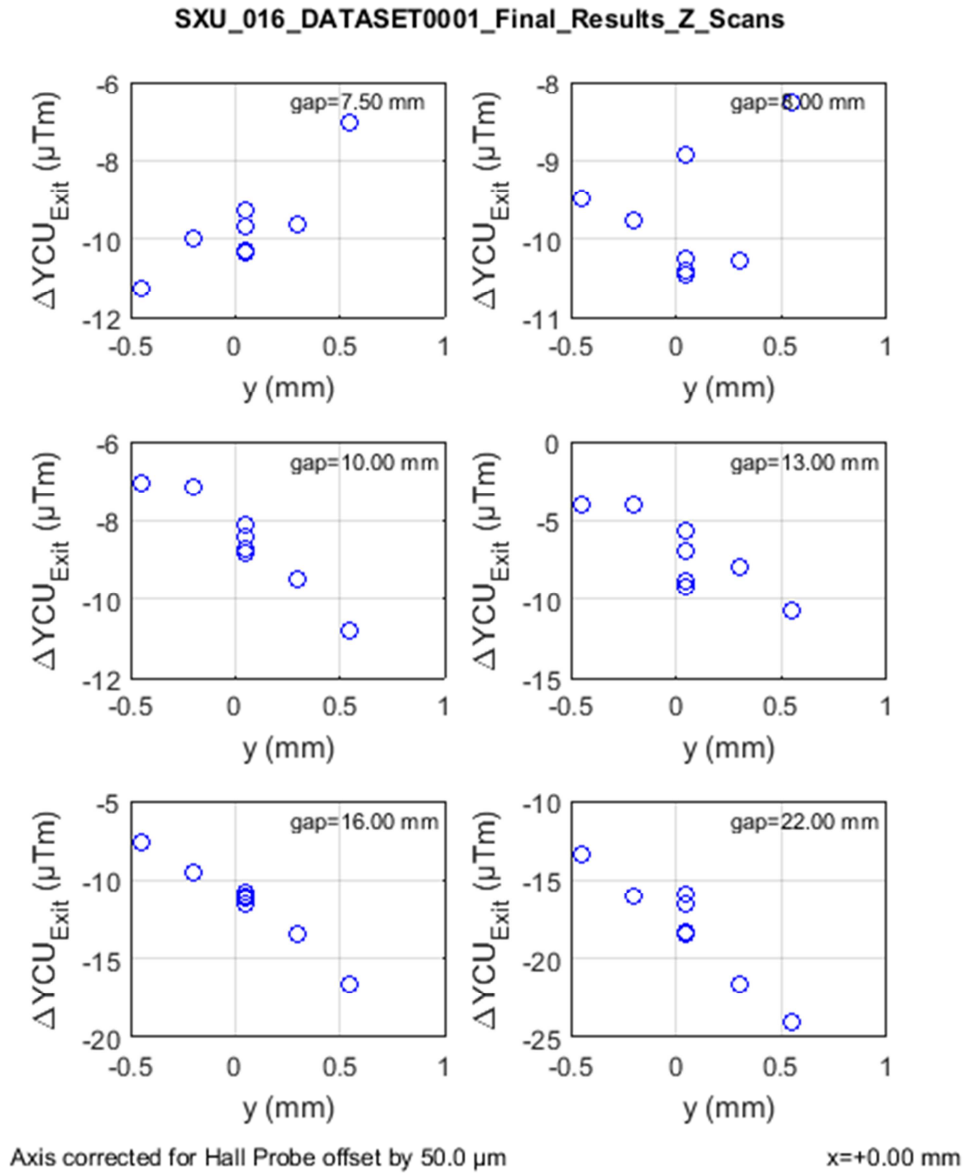 SXU_016_DATASET0001_Final_Results_Z_Scans
gap=7.50 mm
-6
-8
-10
-12
-0.5 0 0.5 1
ΔYCU_Exit (µTm)
y (mm)
gap=8.00 mm
-8
-9
-10
-11
-0.5 0 0.5 1
ΔYCU_Exit (µTm)
y (mm)
gap=10.00 mm
-6
-8
-10
-12
-0.5 0 0.5 1
ΔYCU_Exit (µTm)
y (mm)
gap=13.00 mm
0
-5
-10
-15
-0.5 0 0.5 1
ΔYCU_Exit (µTm)
y (mm)
gap=16.00 mm
-5
-10
-15
-20
-0.5 0 0.5 1
ΔYCU_Exit (µTm)
y (mm)
gap=22.00 mm
-10
-15
-20
-25
-0.5 0 0.5 1
ΔYCU_Exit (µTm)
y (mm)
Axis corrected for Hall Probe offset by 50.0 µm
x=+0.00 mm